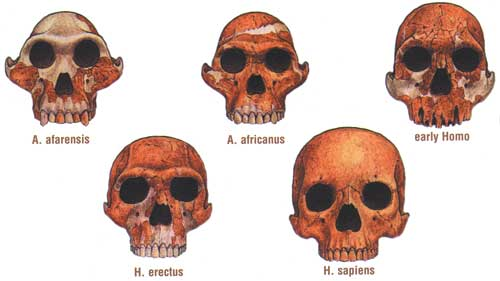 A. afarensis
A. africanus
early Homo
H. erectus
H. sapiens